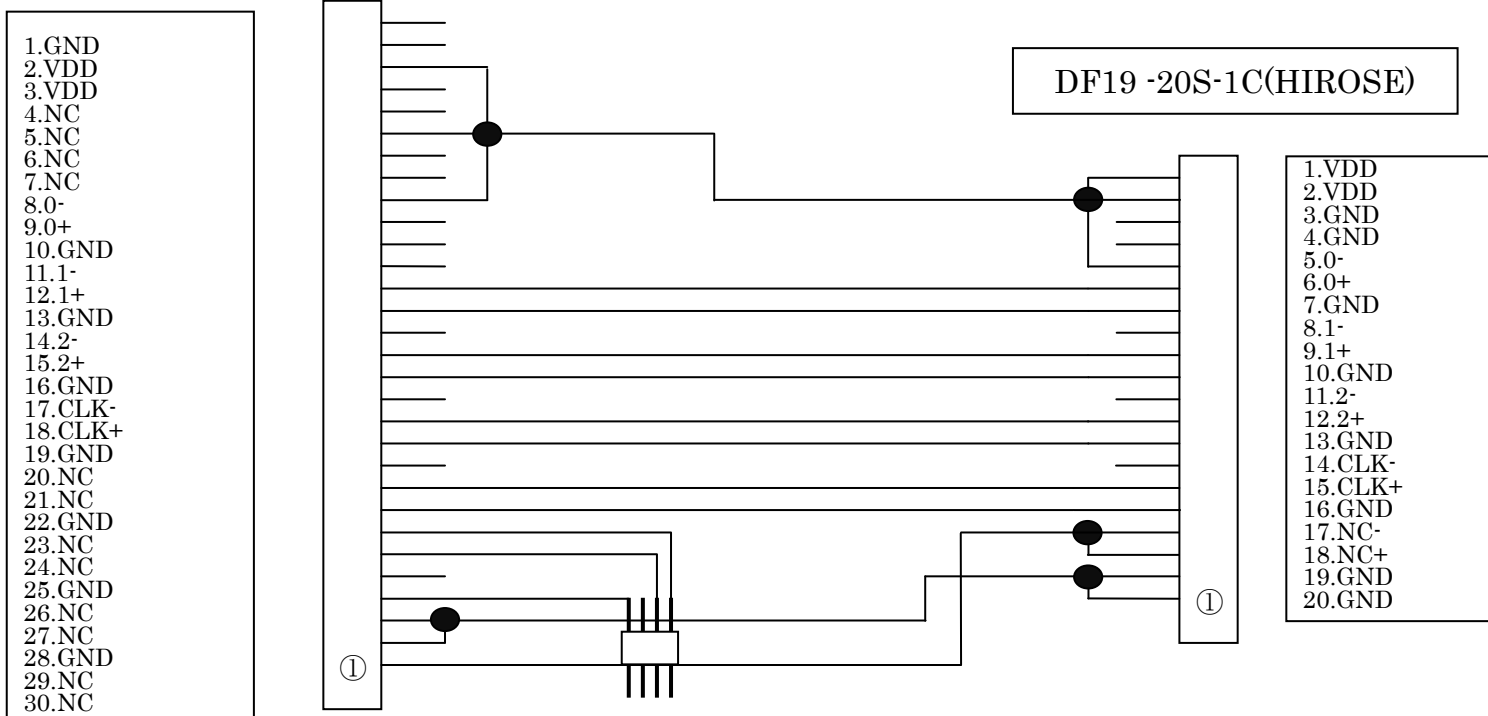 1.GND
2.VDD
3.VDD
4.NC
5.NC
6.NC
7.NC
8.0-
9.0+
10.GND
11.1-
12.1+
13.GND
14.2-
15.2+
16.GND
17.CLK-
18.CLK+
19.GND
20.NC
21.NC
22.GND
23.NC
24.NC
25.GND
26.NC
27.NC
28.GND
29.NC
30.NC
①
DF19 -20S-1C(HIROSE)
①
1.VDD
2.VDD
3.GND
4.GND
5.0-
6.0+
7.GND
8.1-
9.1+
10.GND
11.2-
12.2+
13.GND
14.CLK-
15.CLK+
16.GND
17.NC-
18.NC+
19.GND
20.GND